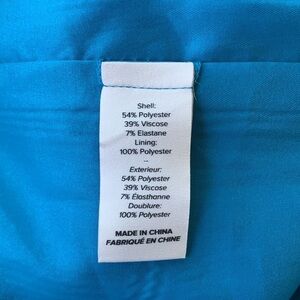 Shell:
54% Polyester
39% Viscose
7% Elastane
Lining:
100% Polyester
--
Exterieur:
54% Polyester
39% Viscose
7% Élasthanne
Doublure:
100% Polyester
MADE IN CHINA
FABRIQUÉ EN CHINE